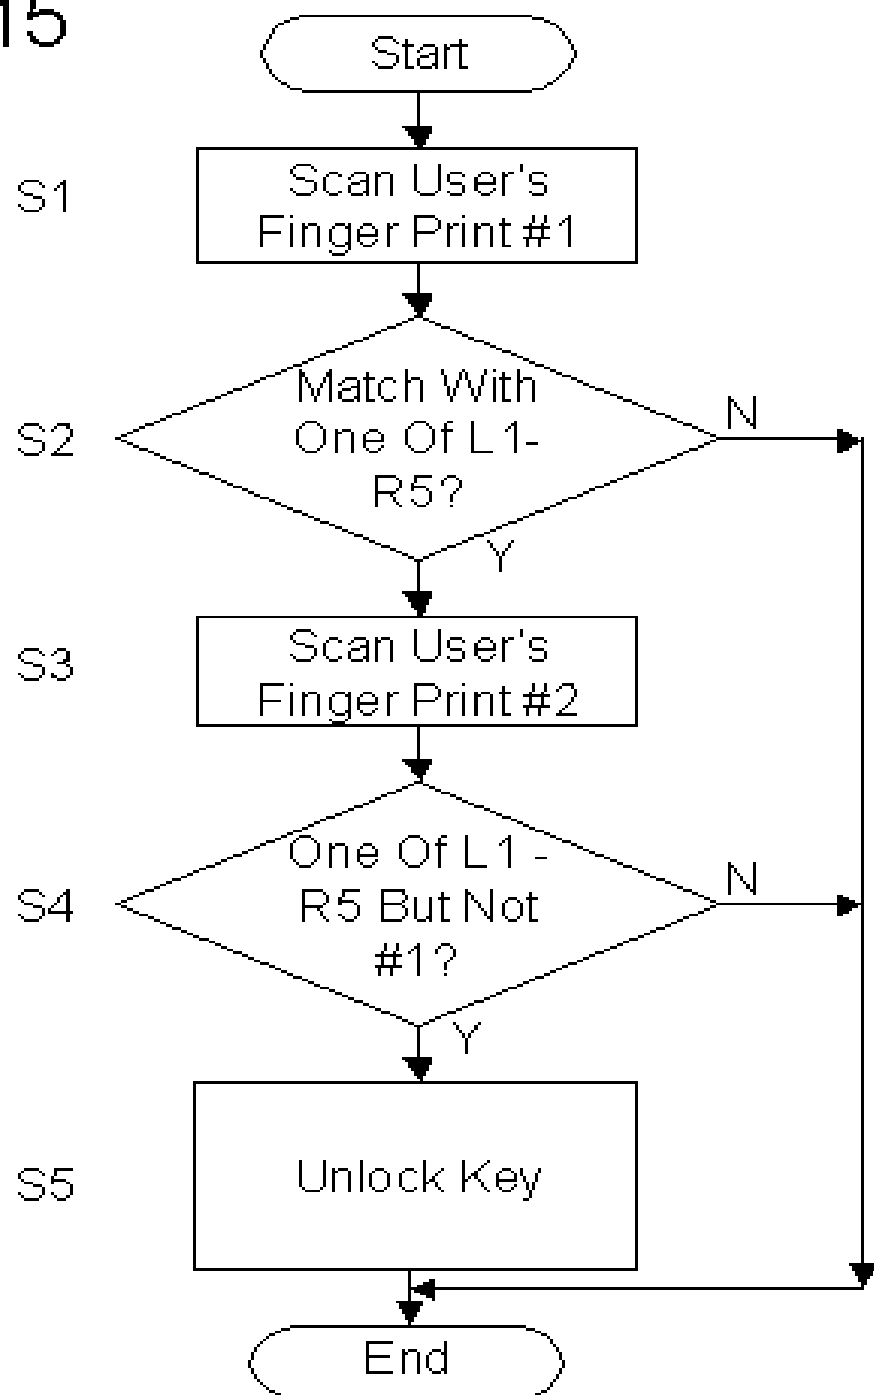 15
Start
S1
Scan User's
Finger Print #1
S2
Match With
One Of L1-
R5?
N
Y
S3
Scan User's
Finger Print #2
S4
One Of L1 -
R5 But Not
#1?
N
Y
S5
Unlock Key
End